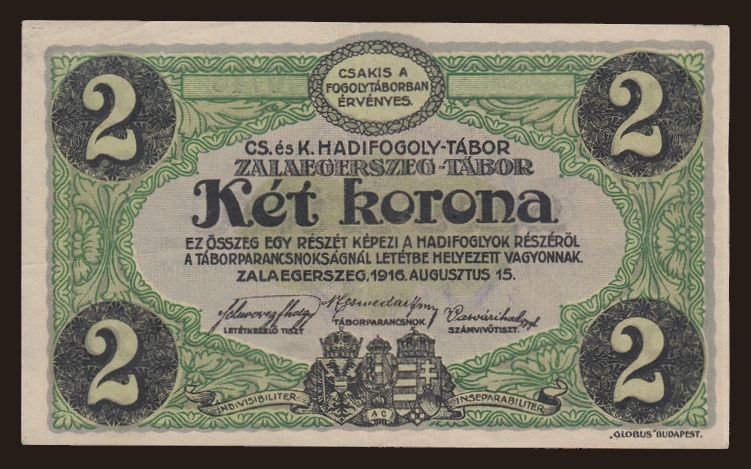 CSAKIS A
FOGOLYTÁBORBAN
ÉRVÉNYES.
2 2
CS. és K. HADIFOGOLY-TÁBOR
ZALAEGERSZEG-TÁBOR
Két korona
EZ ÖSSZEG EGY RÉSZÉT KÉPEZI A HADIFOGLYOK RÉSZÉRŐL
A TÁBORPARANCSNOKSÁGNÁL LETÉTBE HELYEZETT VAGYONNAK.
ZALAEGERSZEG, 1916. AUGUSZTUS 15.
LETÉTKEZELŐ TISZT TÁBORPARANCSNOK. SZÁMVIVŐTISZT.
2 2
INDIVISIBILITER AC INSEPARABILITER
„GLOBUS" BUDAPEST.